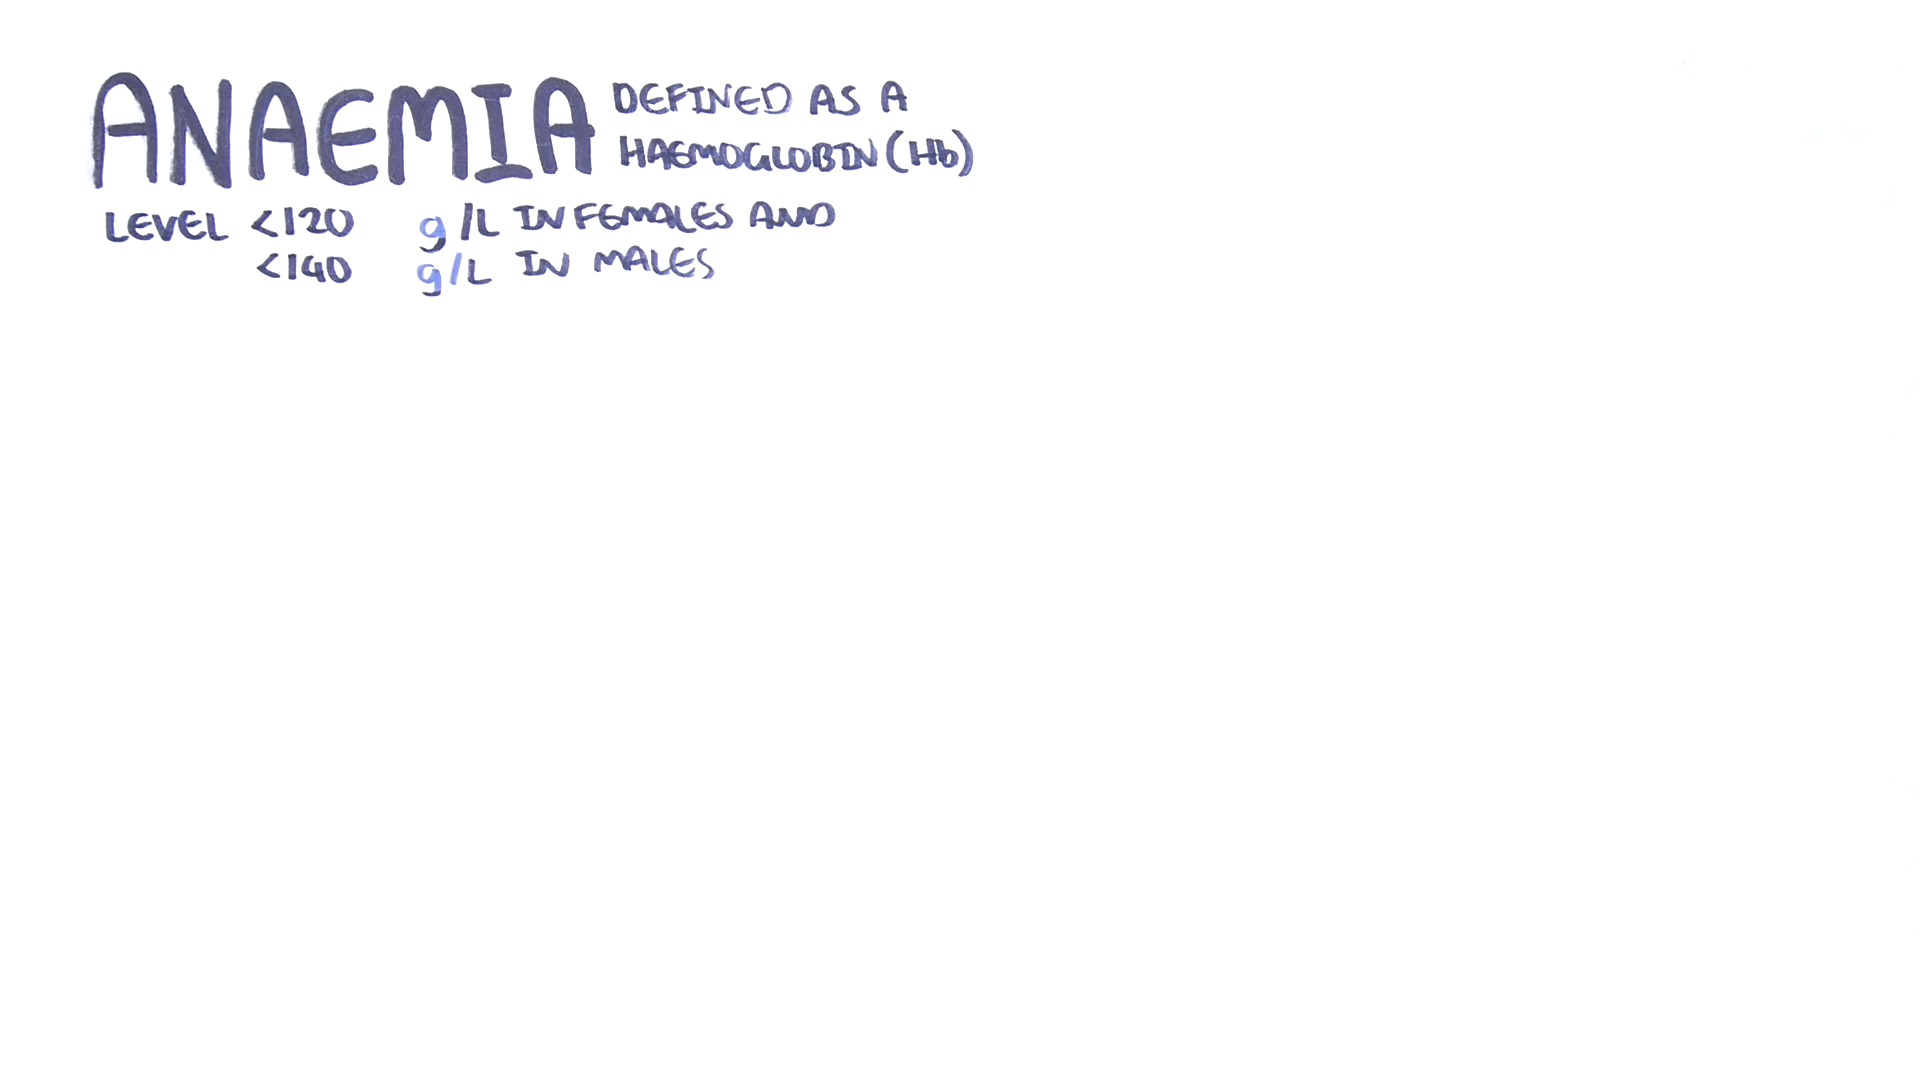 ANAEMIA DEFINED AS A
HAEMOGLOBIN (Hb)
LEVEL <120 g/L IN FEMALES AND
<140 g/L IN MALES